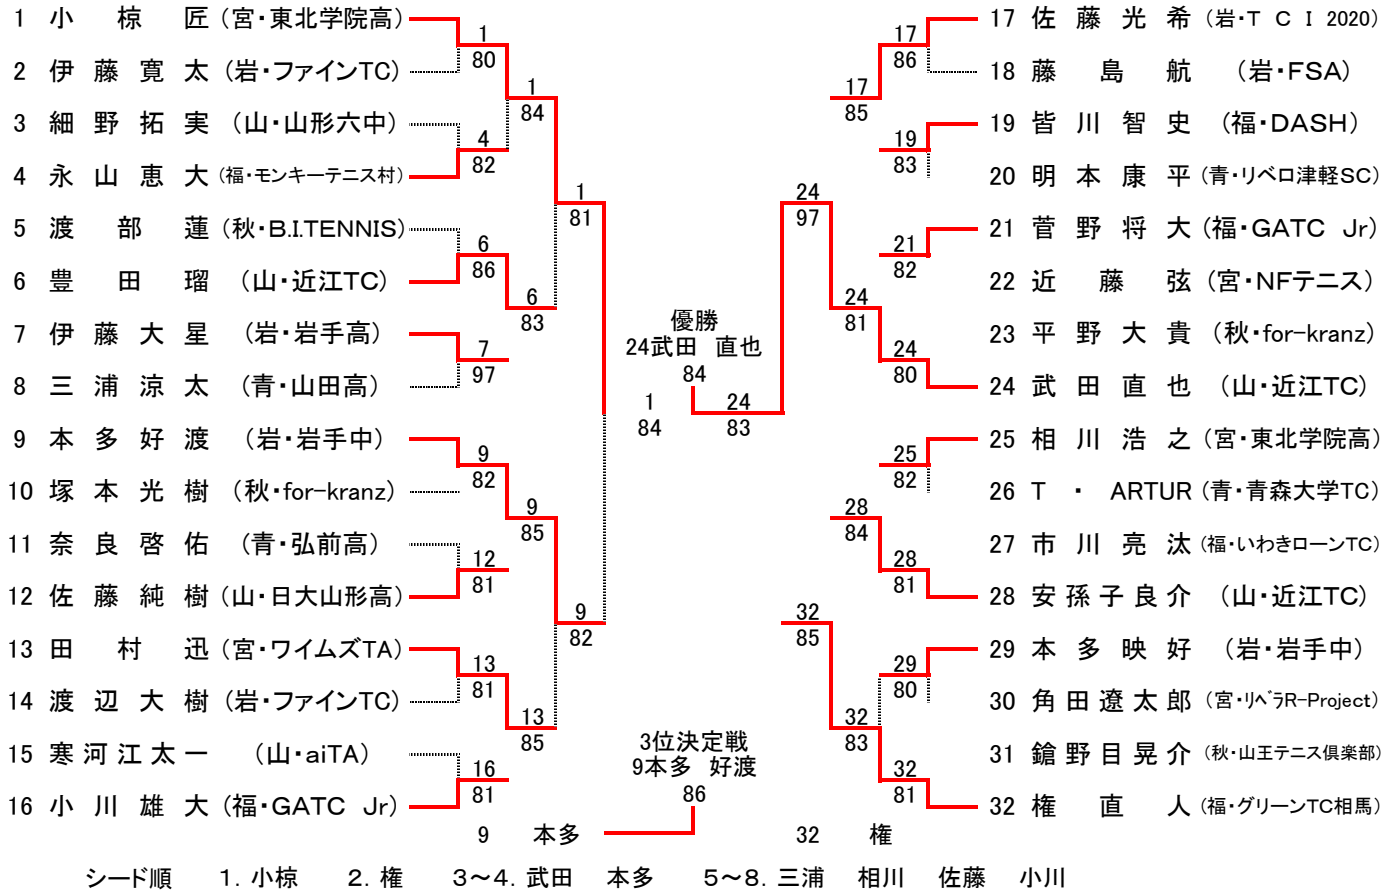 1 小椋匠 (宮・東北学院高)
2 伊藤寛太 (岩・ファインTC)
3 細野拓実 (山・山形六中)
4 永山恵大 (福・モンキーテニス村)
5 渡部蓮 (秋・B.I.TENNIS)
6 豊田瑠 (山・近江TC)
7 伊藤大星 (岩・岩手高)
8 三浦涼太 (青・山田高)
9 本多好渡 (岩・岩手中)
10 塚本光樹 (秋・for-kranz)
11 奈良啓佑 (青・弘前高)
12 佐藤純樹 (山・日大山形高)
13 田村迅 (宮・ワイムズTA)
14 渡辺大樹 (岩・ファインTC)
15 寒河江太一 (山・aiTA)
16 小川雄大 (福・GATC Jr)
1
80
4
82
6
86
7
97
9
82
12
81
13
81
16
81
1
84
6
83
9
85
13
85
1
81
9
82
優勝
24武田 直也
84
1
84
24
83
3位決定戦
9本多 好渡
86
9 本多
32 権
24
97
32
85
17
85
24
81
28
84
32
83
17
86
19
83
21
82
24
80
25
82
28
81
29
80
32
81
17 佐藤光希 (岩・TCI 2020)
18 藤島航 (岩・FSA)
19 皆川智史 (福・DASH)
20 明本康平 (青・リベロ津軽SC)
21 菅野将大 (福・GATC Jr)
22 近藤弦 (宮・NFテニス)
23 平野大貴 (秋・for-kranz)
24 武田直也 (山・近江TC)
25 相川浩之 (宮・東北学院高)
26 T・ARTUR (青・青森大学TC)
27 市川亮汰 (福・いわきローンTC)
28 安孫子良介 (山・近江TC)
29 本多映好 (岩・岩手中)
30 角田遼太郎 (宮・リベラR-Project)
31 鎗野目晃介 (秋・山王テニス倶楽部)
32 権直人 (福・グリーンTC相馬)
シード順 1. 小椋 2. 権 3～4. 武田 本多 5～8. 三浦 相川 佐藤 小川